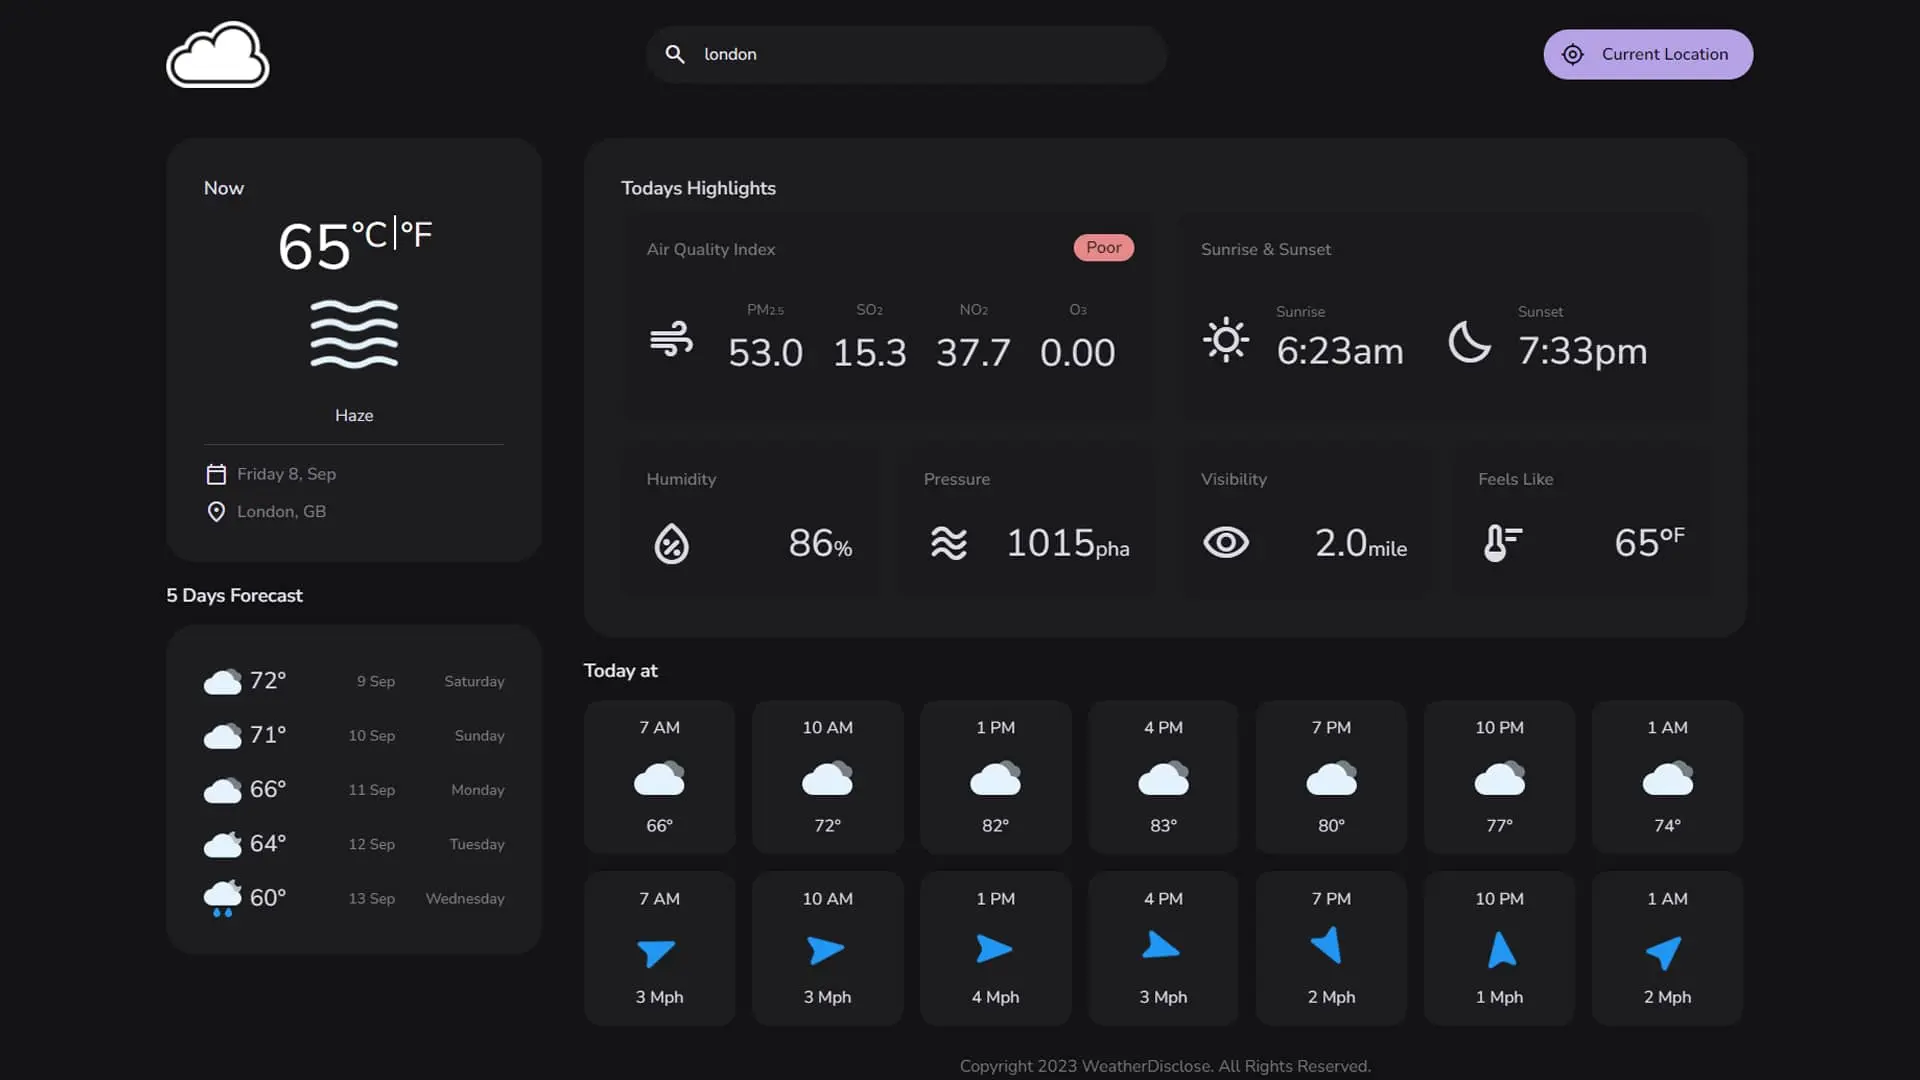 london
Current Location
Now
65°C|°F
Haze
Friday 8, Sep
London, GB
5 Days Forecast
72° 9 Sep Saturday
71° 10 Sep Sunday
66° 11 Sep Monday
64° 12 Sep Tuesday
60° 13 Sep Wednesday
Todays Highlights
Air Quality Index Poor
PM2.5 SO2 NO2 O3
53.0 15.3 37.7 0.00
Sunrise & Sunset
Sunrise Sunset
6:23am 7:33pm
Humidity
86%
Pressure
1015pha
Visibility
2.0mile
Feels Like
65°F
Today at
7 AM 10 AM 1 PM 4 PM 7 PM 10 PM 1 AM
66° 72° 82° 83° 80° 77° 74°
7 AM 10 AM 1 PM 4 PM 7 PM 10 PM 1 AM
3 Mph 3 Mph 4 Mph 3 Mph 2 Mph 1 Mph 2 Mph
Copyright 2023 WeatherDisclose. All Rights Reserved.